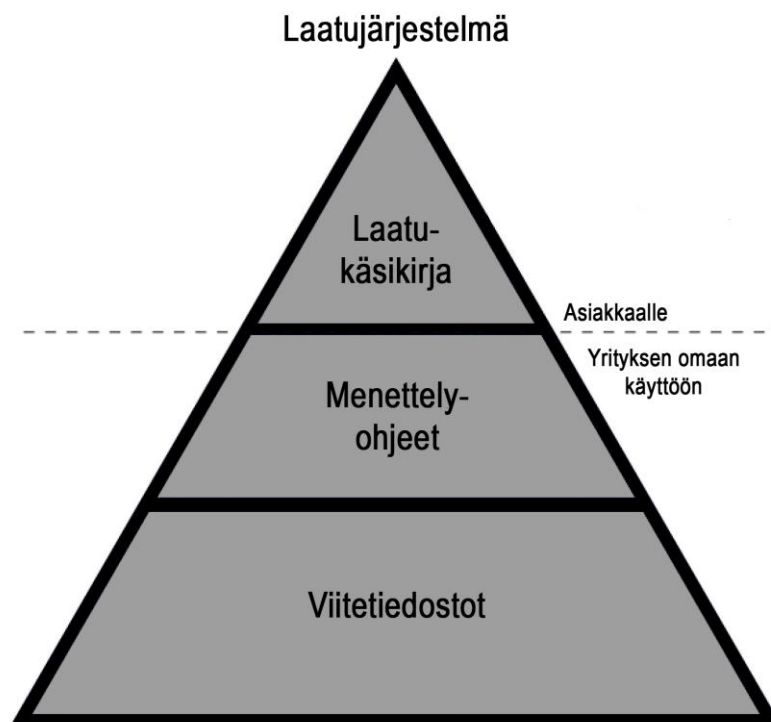 Laatujärjestelmä
Laatu-
käsikirja
Asiakkaalle
Yrityksen omaan
käyttöön
Menettely-
ohjeet
Viitetiedostot